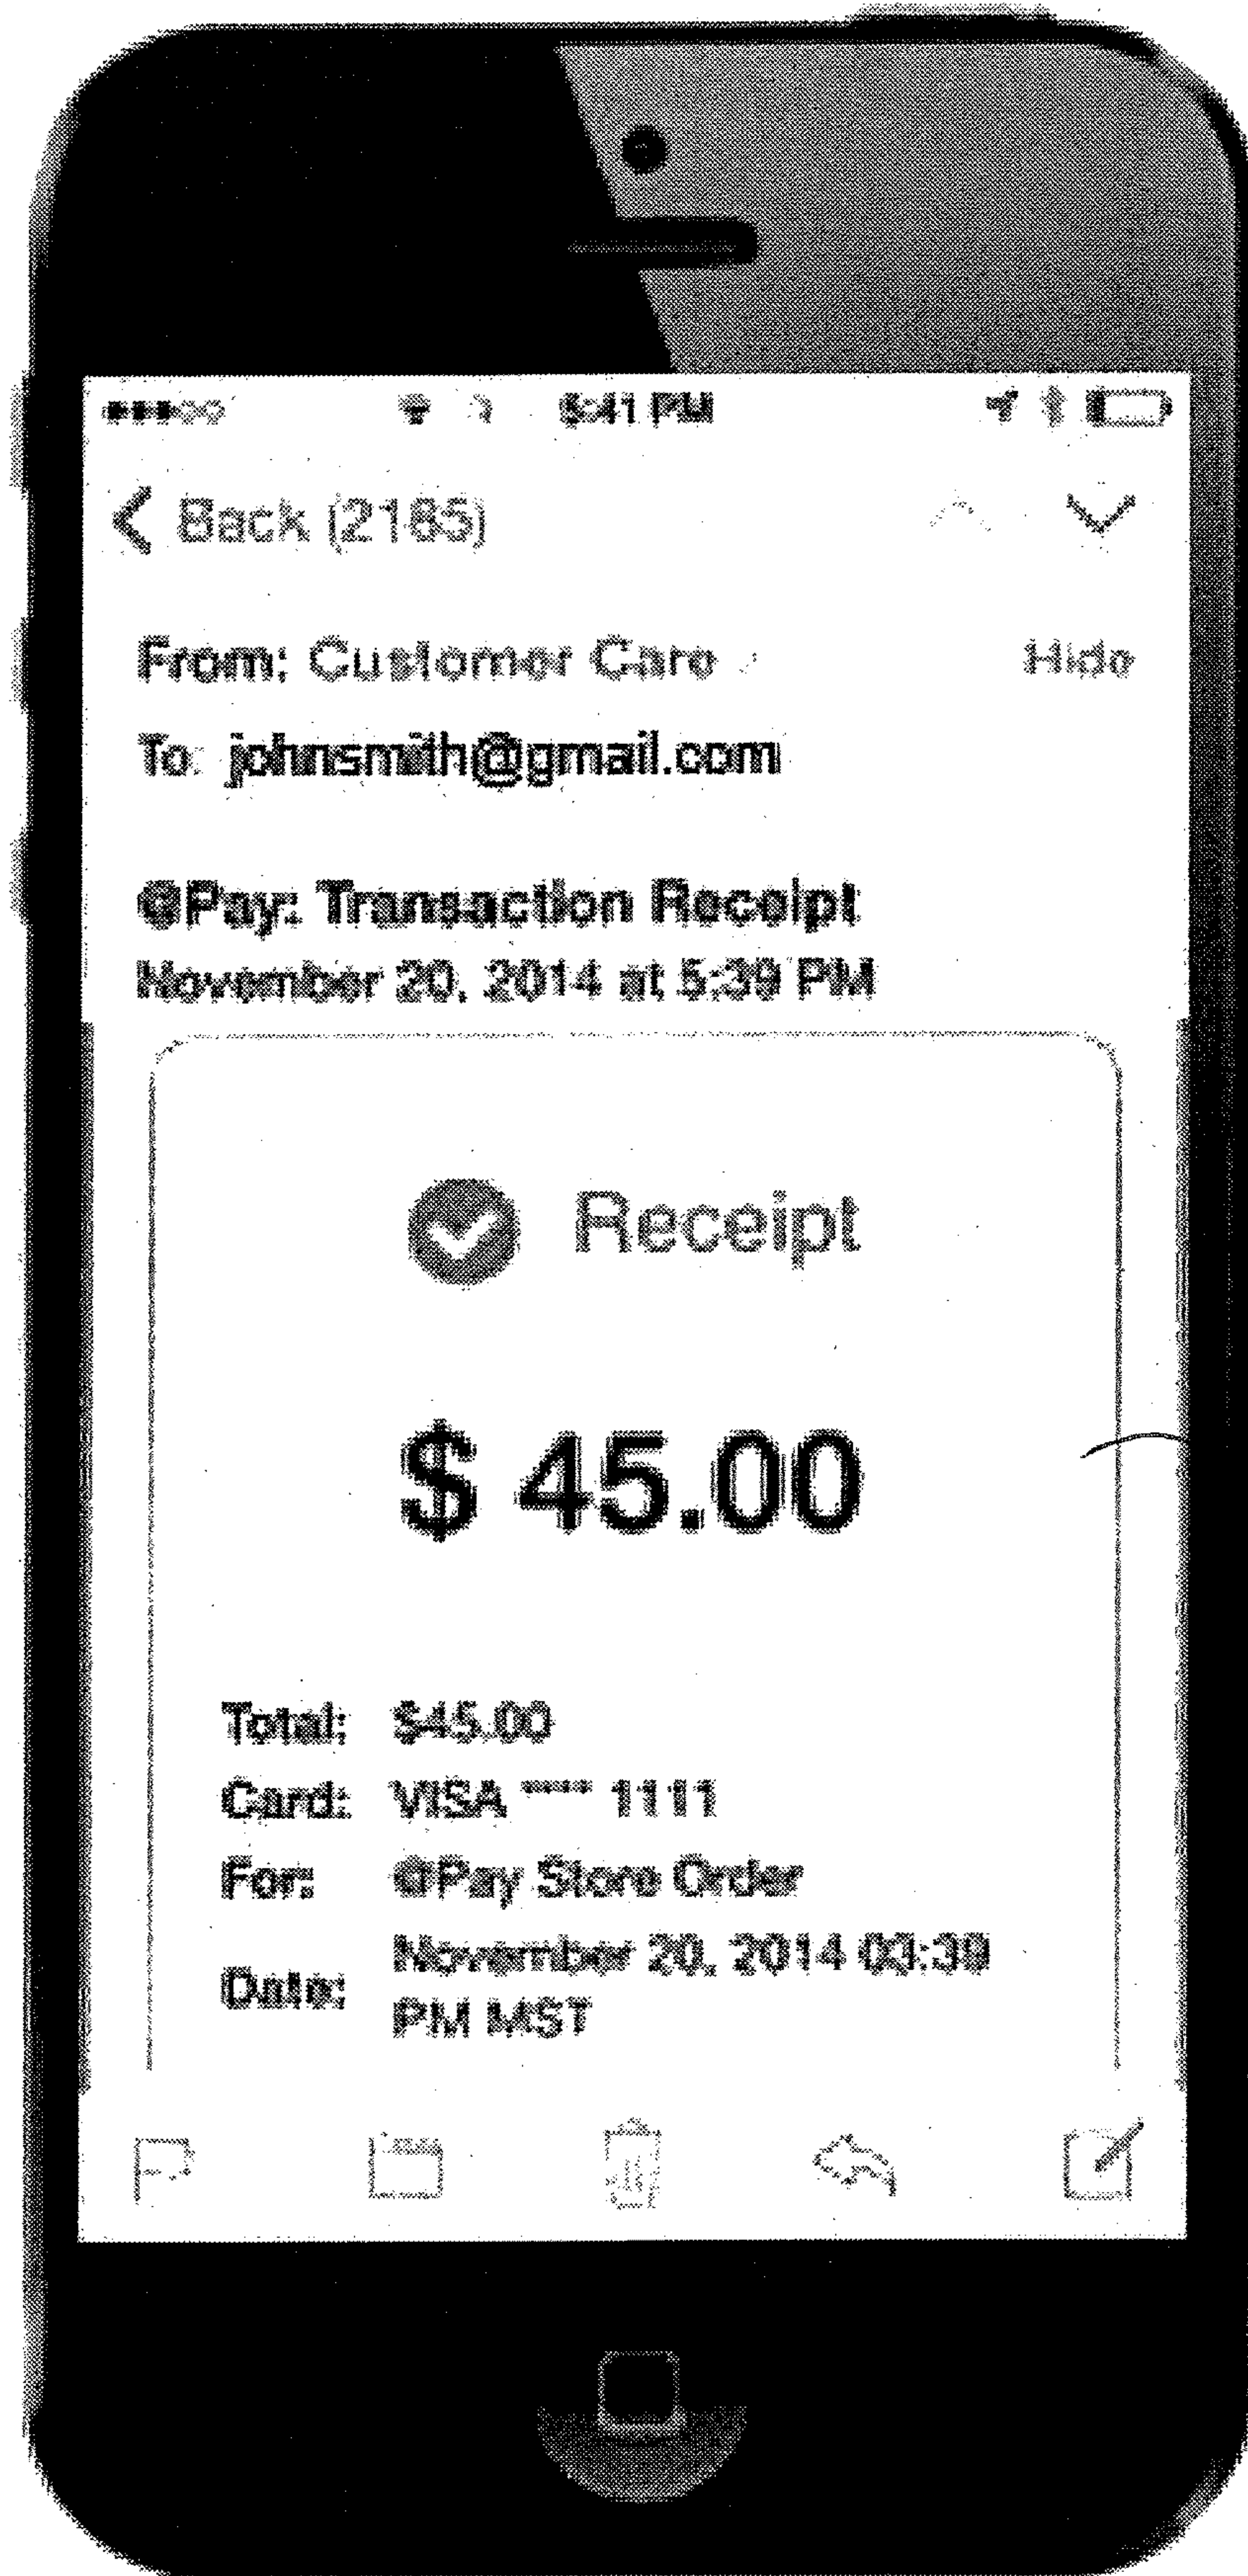 5:41 PM
Back (2185)
From: Customer Care
Hide
To: johnsmith@gmail.com
@Pay: Transaction Receipt
November 20, 2014 at 5:39 PM
Receipt
$ 45.00
Total: $45.00
Card: VISA **** 1111
For: @Pay Store Order
Date: November 20, 2014 03:39
PM MST